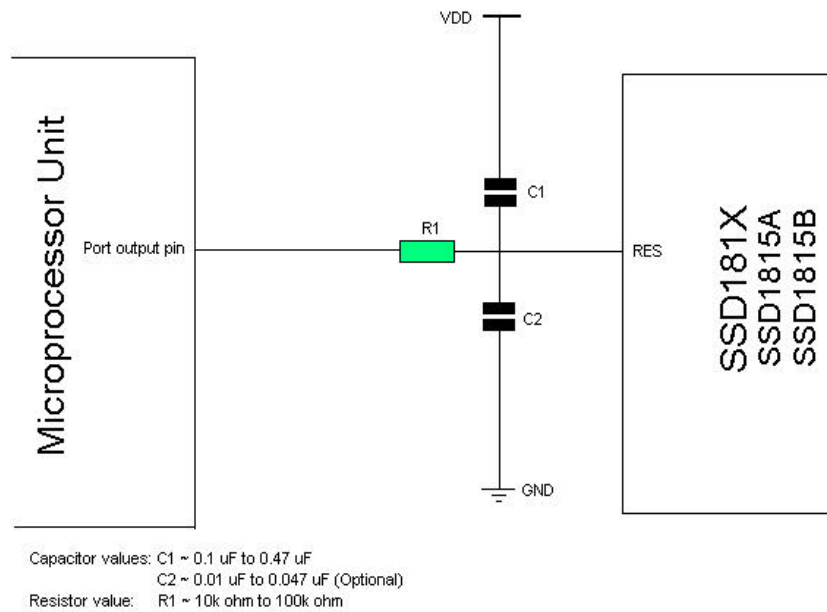 VDD
Microprocessor Unit
C1
R1
Port output pin
RES
C2
SSD181X
SSD1815A
SSD1815B
GND
Capacitor values: C1 ~ 0.1 uF to 0.47 uF
C2 ~ 0.01 uF to 0.047 uF (Optional)
Resistor value: R1 ~ 10k ohm to 100k ohm